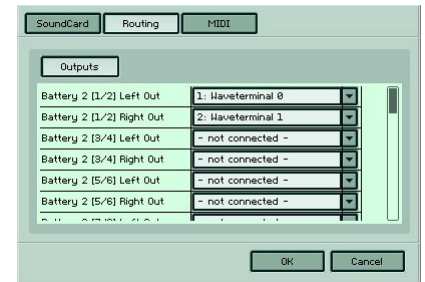 SoundCard Routing MIDI
Outputs
Battery 2 [1/2] Left Out 1: Waveterminal 0
Battery 2 [1/2] Right Out 2: Waveterminal 1
Battery 2 [3/4] Left Out - not connected -
Battery 2 [3/4] Right Out - not connected -
Battery 2 [5/6] Left Out - not connected -
Battery 2 [5/6] Right Out - not connected -
OK Cancel